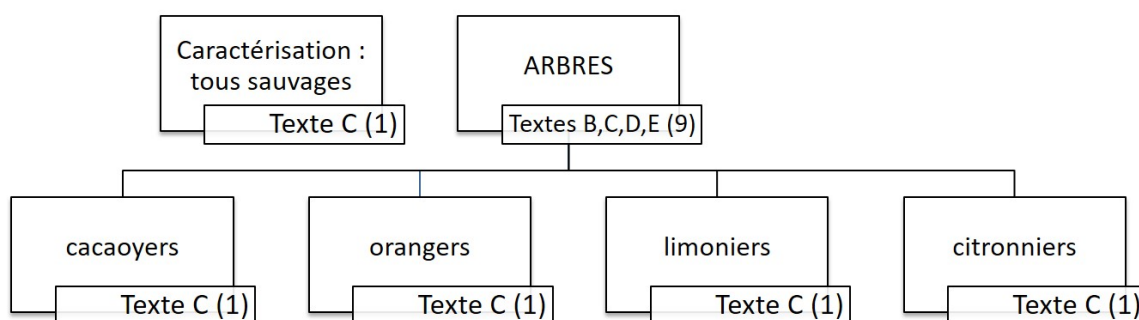 Caractérisation :
tous sauvages
Texte C (1)
ARBRES
Textes B,C,D,E (9)
cacaoyers
Texte C (1)
orangers
Texte C (1)
limoniers
Texte C (1)
citronniers
Texte C (1)